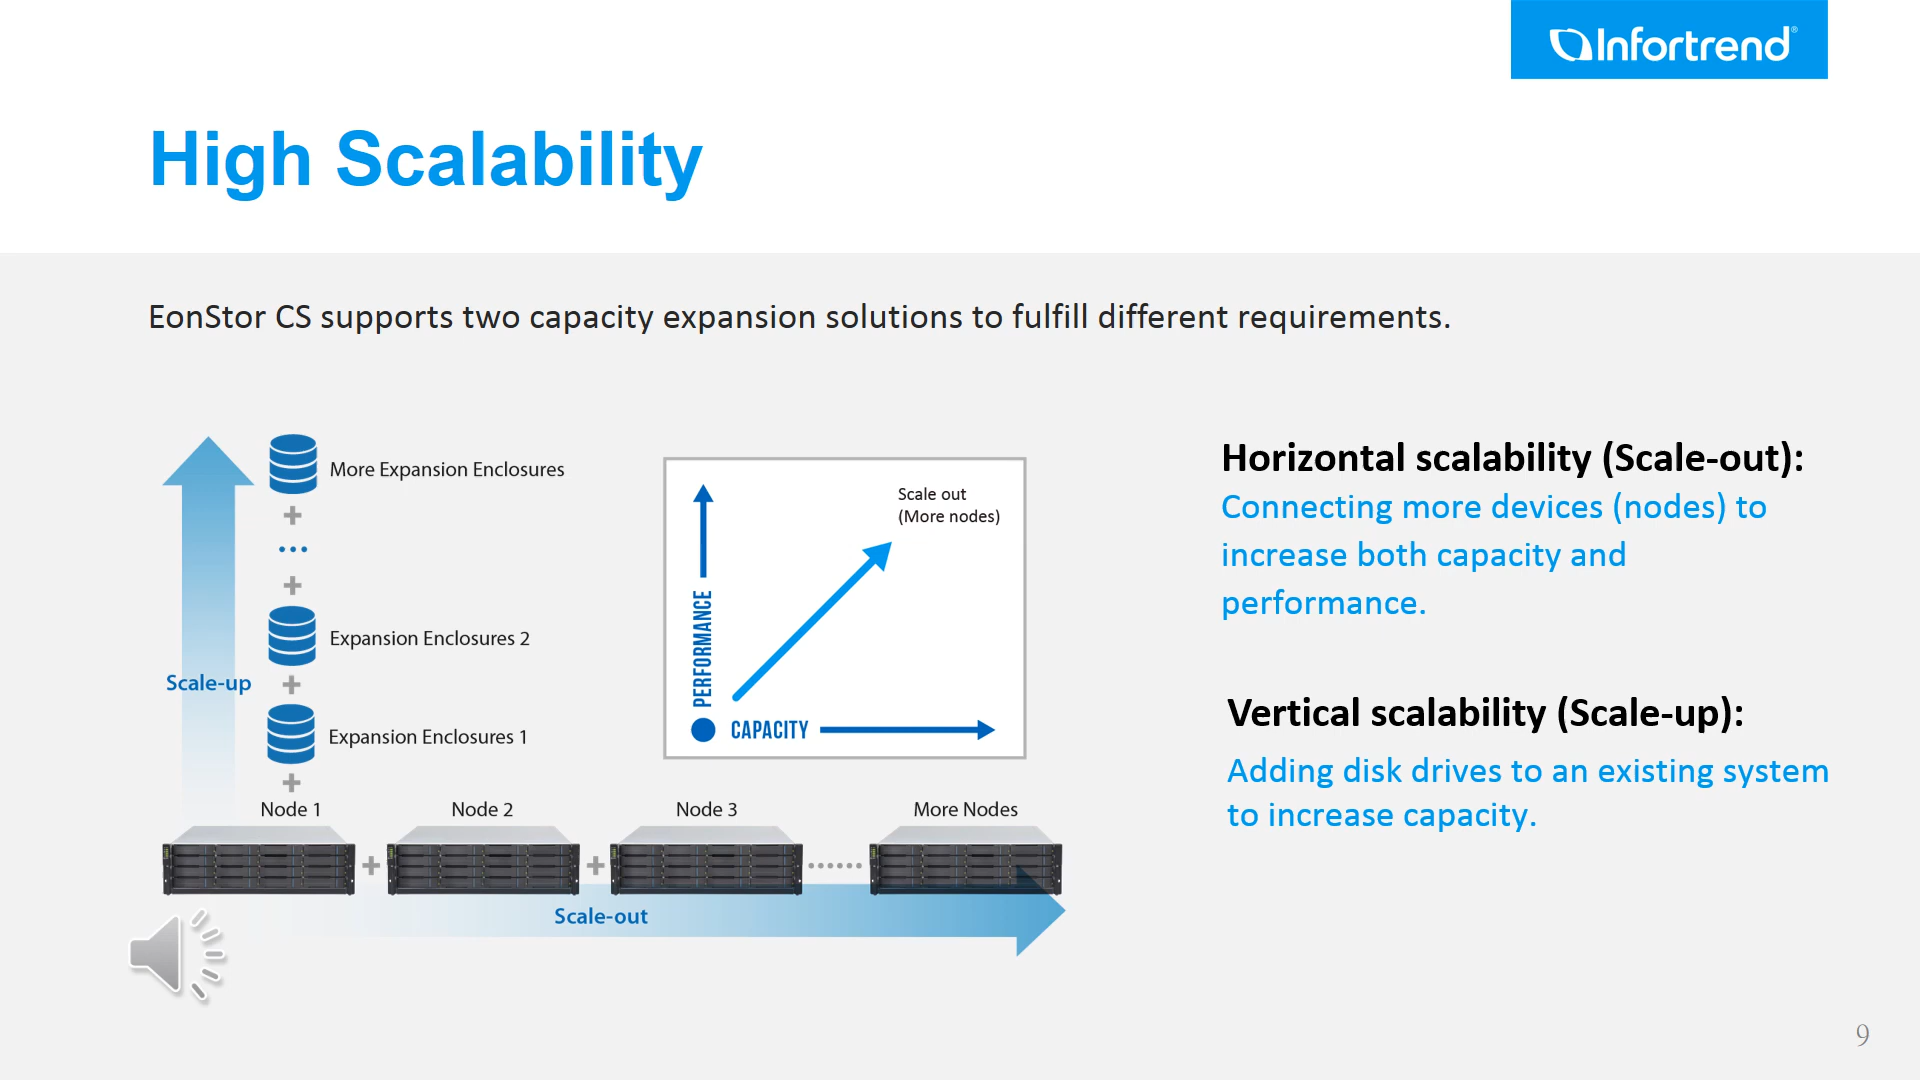 Infortrend®
High Scalability
EonStor CS supports two capacity expansion solutions to fulfill different requirements.
More Expansion Enclosures
+
...
+
Expansion Enclosures 2
Scale-up
+
Expansion Enclosures 1
+
Node 1
Node 2
Node 3
More Nodes
+
+
.......
Scale-out
Scale out
(More nodes)
PERFORMANCE
CAPACITY
Horizontal scalability (Scale-out):
Connecting more devices (nodes) to
increase both capacity and
performance.
Vertical scalability (Scale-up):
Adding disk drives to an existing system
to increase capacity.
9